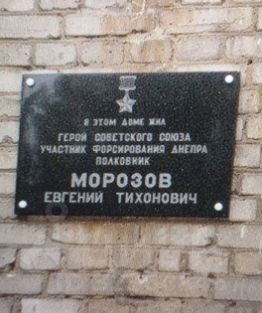 В ЭТОМ ДОМЕ ЖИЛ
ГЕРОЙ СОВЕТСКОГО СОЮЗА
УЧАСТНИК ФОРСИРОВАНИЯ ДНЕПРА
ПОЛКОВНИК
МОРОЗОВ
ЕВГЕНИЙ ТИХОНОВИЧ